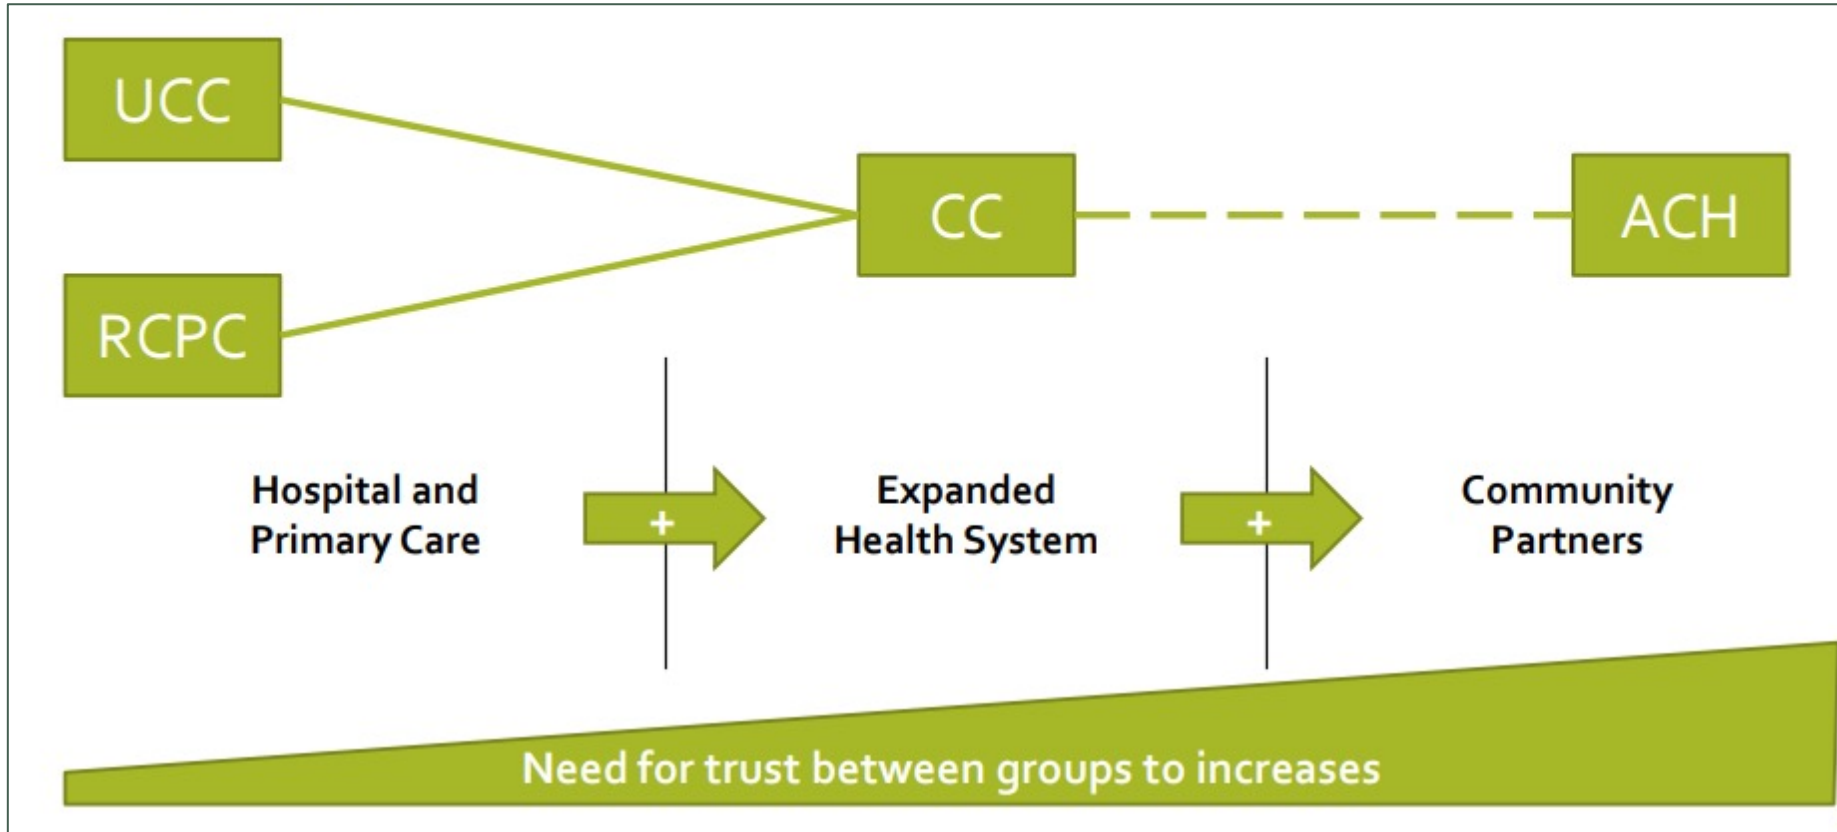 UCC
CC
ACH
RCPC
Hospital and
Primary Care
+
Expanded
Health System
+
Community
Partners
Need for trust between groups to increases